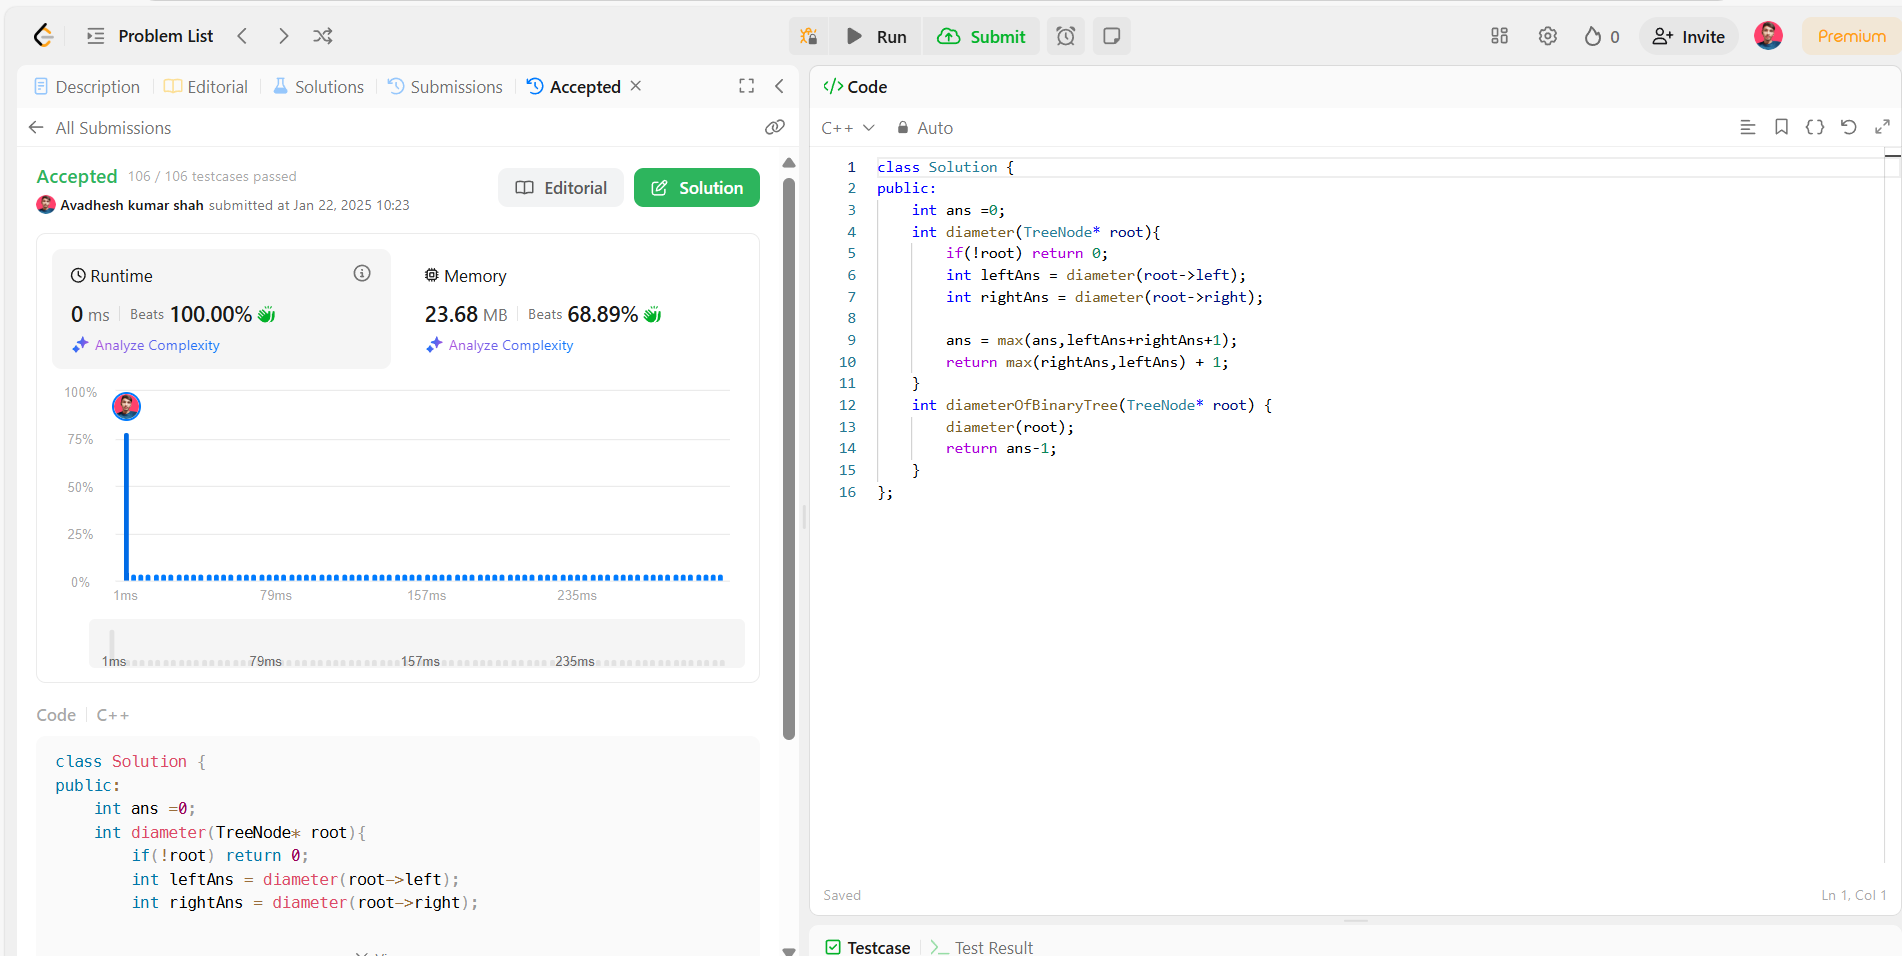 Problem List
Run
Submit
0
Invite
Premium
Description
Editorial
Solutions
Submissions
Accepted
All Submissions
Accepted 106 / 106 testcases passed
Avadhesh kumar shah submitted at Jan 22, 2025 10:23
Editorial
Solution
Runtime
0 ms Beats 100.00%
Analyze Complexity
Memory
23.68 MB Beats 68.89%
Analyze Complexity
100%
75%
50%
25%
0%
1ms 79ms 157ms 235ms
1ms 79ms 157ms 235ms
Code C++
class Solution {
public:
    int ans =0;
    int diameter(TreeNode* root){
        if(!root) return 0;
        int leftAns = diameter(root->left);
        int rightAns = diameter(root->right);
</> Code
C++ Auto
1 class Solution {
2 public:
3     int ans =0;
4     int diameter(TreeNode* root){
5         if(!root) return 0;
6         int leftAns = diameter(root->left);
7         int rightAns = diameter(root->right);
8
9         ans = max(ans,leftAns+rightAns+1);
10         return max(rightAns,leftAns) + 1;
11     }
12     int diameterOfBinaryTree(TreeNode* root) {
13         diameter(root);
14         return ans-1;
15     }
16 };
Saved
Ln 1, Col 1
Testcase
Test Result